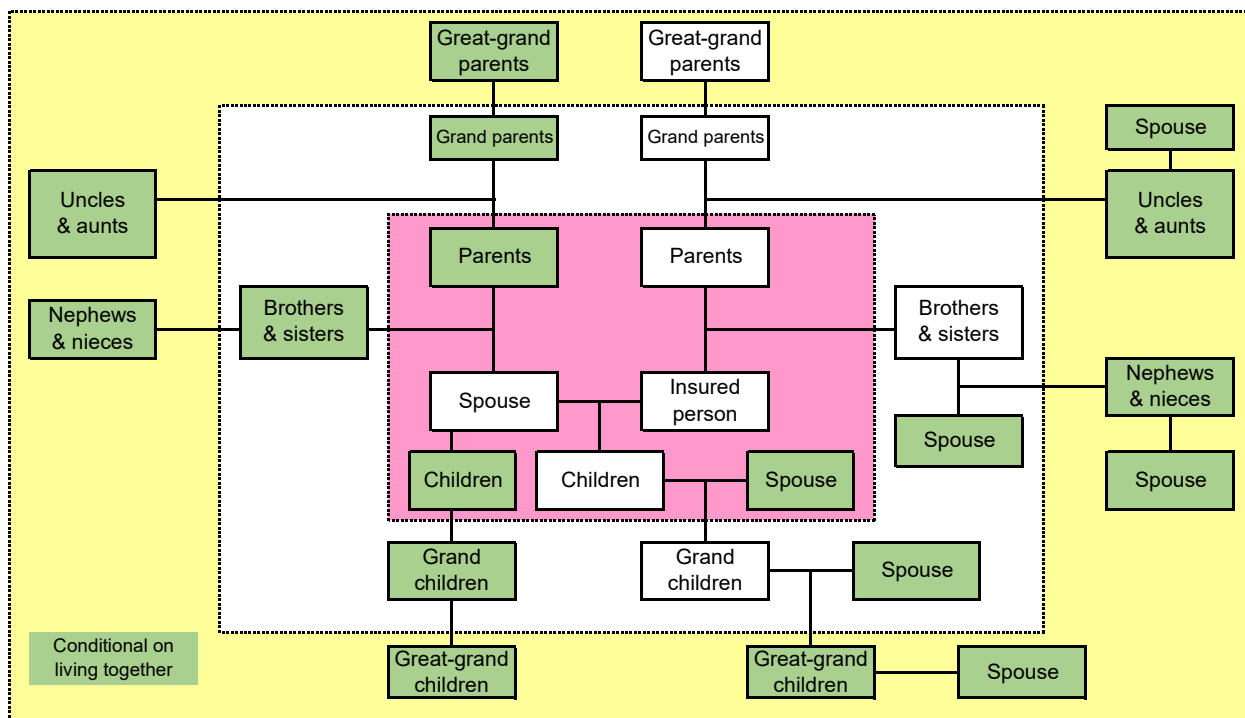 Great-grand
parents
Great-grand
parents
Grand parents
Grand parents
Spouse
Uncles
& aunts
Uncles
& aunts
Parents
Parents
Nephews
& nieces
Brothers
& sisters
Brothers
& sisters
Spouse
Insured
person
Nephews
& nieces
Spouse
Children
Children
Spouse
Spouse
Grand
children
Grand
children
Spouse
Conditional on
living together
Great-grand
children
Great-grand
children
Spouse